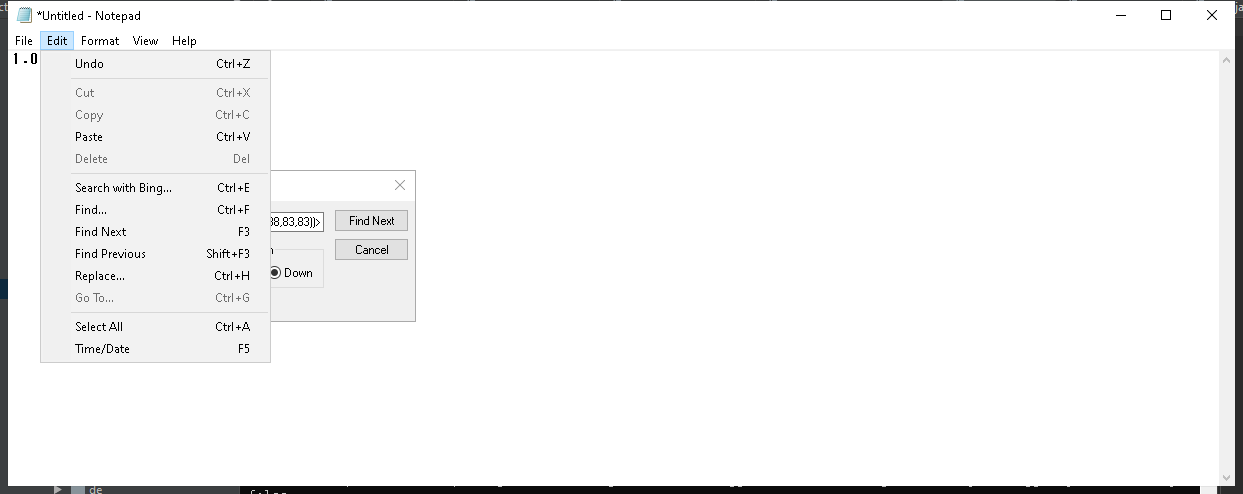 *Untitled - Notepad
File Edit Format View Help
1.0
Undo Ctrl+Z
Cut Ctrl+X
Copy Ctrl+C
Paste Ctrl+V
Delete Del
Search with Bing... Ctrl+E
Find... Ctrl+F
Find Next F3
Find Previous Shift+F3
Replace... Ctrl+H
Go To... Ctrl+G
Select All Ctrl+A
Time/Date F5
38,83,83))>
Find Next
Cancel
Down
de